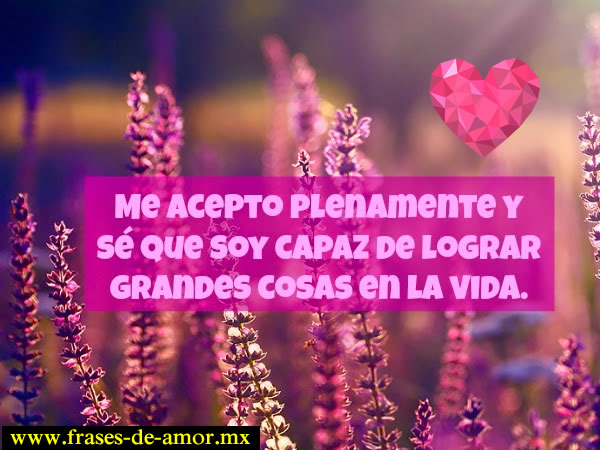 Me acepto plenamente y
sé que soy capaz de lograr
grandes cosas en la vida.
www.frases-de-amor.mx